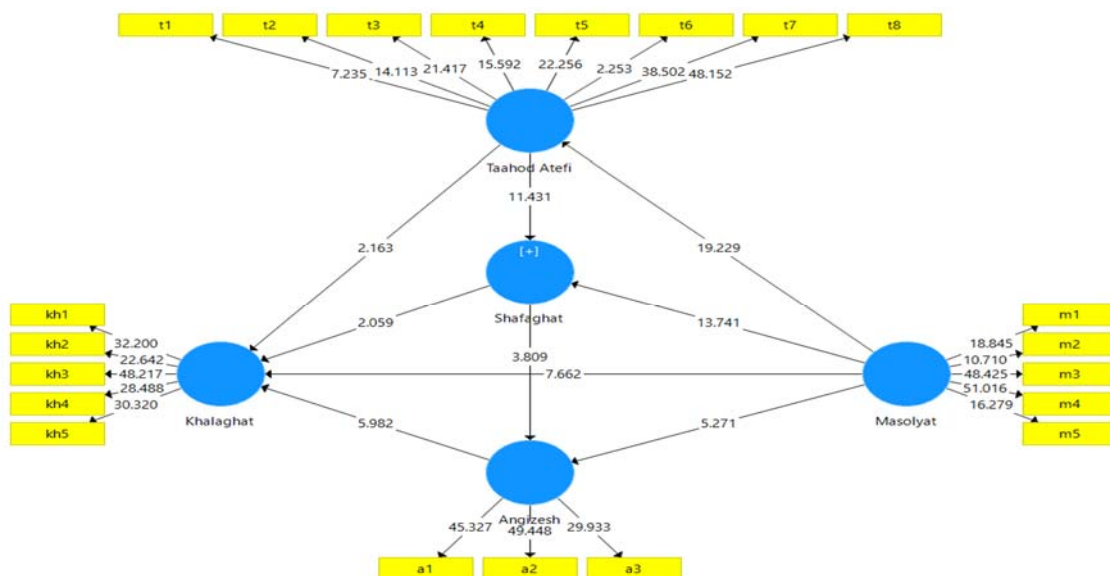 t1 t2 t3 t4 t5 t6 t7 t8
7.235 14.113 21.417 15.592 22.256 2.253 38.502 48.152
Taahod Atefi
11.431
2.163 19.229
[+]
Shafaghat
2.059 13.741
3.809
7.662
kh1
kh2
kh3
kh4
kh5
32.200
22.642
48.217
28.488
30.320
Khalaghat
m1
m2
m3
m4
m5
18.845
10.710
48.425
51.016
16.279
Masolyat
5.982 5.271
Angizesh
45.327 49.448 29.933
a1 a2 a3